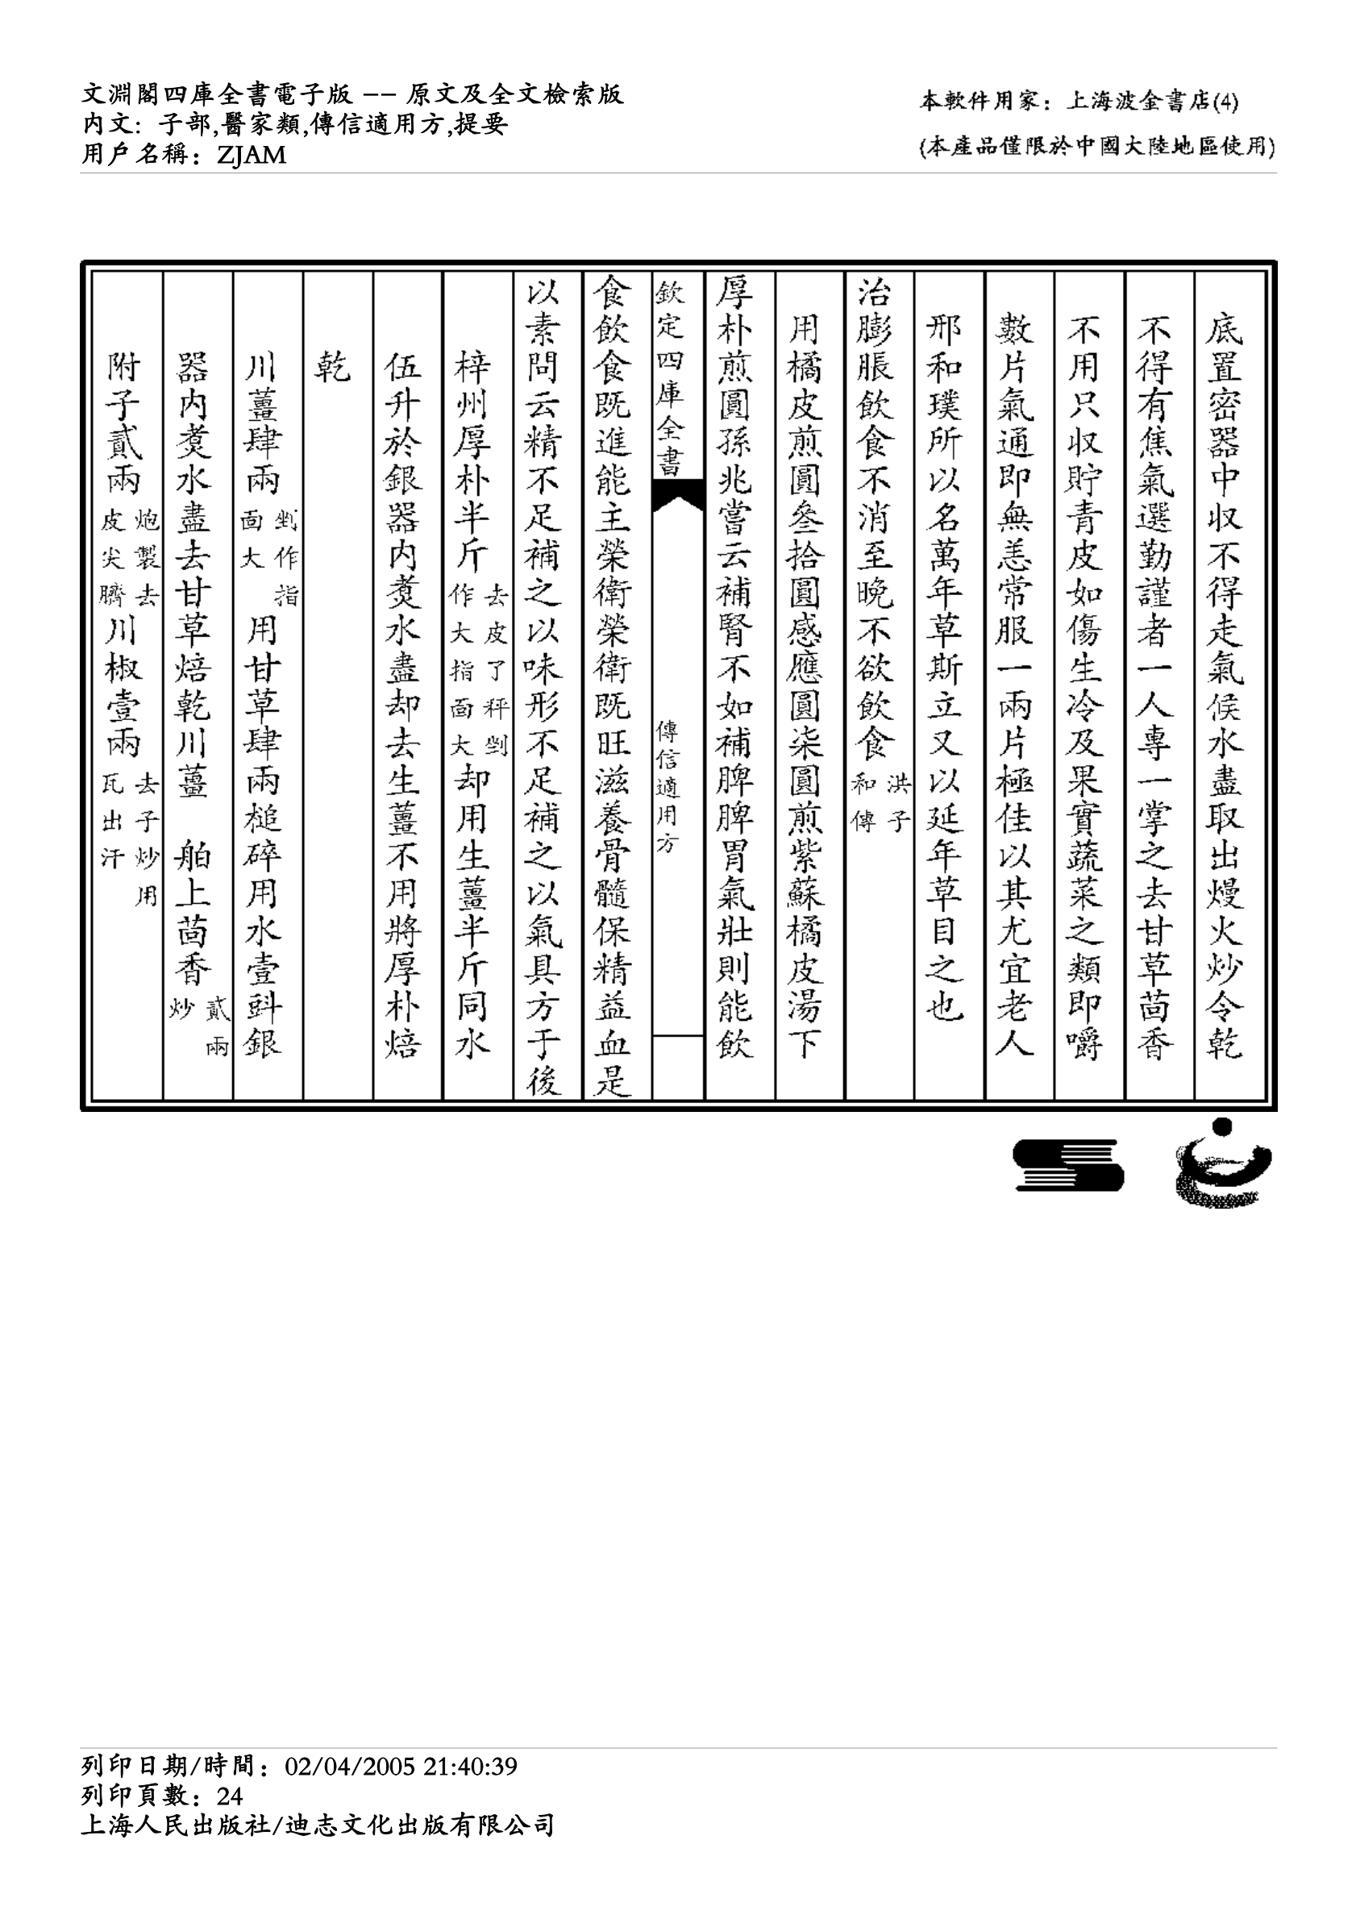 文淵閣四庫全書電子版 -- 原文及全文檢索版
内文: 子部,醫家類,傳信適用方,提要
用戶名稱: ZJAM
本軟件用家: 上海波金書店(4)
(本產品僅限於中國大陸地區使用)
底置密器中收不得走氣候水盡取出熳火炒令乾
不得有焦氣選勤謹者一人專一掌之去甘草茴香
不用只收貯青皮如傷生冷及果實蔬菜之類即嚼
數片氣通即無恙常服一兩片極佳以其尤宜老人
邢和璞所以名萬年草斯立又以延年草目之也
治膨脹飲食不消至晚不欲飲食洪子和傳
用橘皮煎圓叄拾圓感應圓柒圓煎紫蘇橘皮湯下
厚朴煎圓孫兆嘗云補腎不如補脾脾胃氣壯則能飲
欽定四庫全書 傳信適用方
食飲食既進能主榮衛榮衛既旺滋養骨髓保精益血是
以素問云精不足補之以味形不足補之以氣具方于後
梓州厚朴半斤去皮了秤剉作大指面大却用生薑半斤同水
伍升於銀器内煑水盡却去生薑不用將厚朴焙
乾
川薑肆兩剉作指面大用甘草肆兩槌碎用水壹㪷銀
器内煑水盡去甘草焙乾川薑 舶上茴香貳兩炒
附子貳兩炮製去皮尖臍川椒壹兩去子炒用瓦出汗
列印日期/時間: 02/04/2005 21:40:39
列印頁數: 24
上海人民出版社/迪志文化出版有限公司